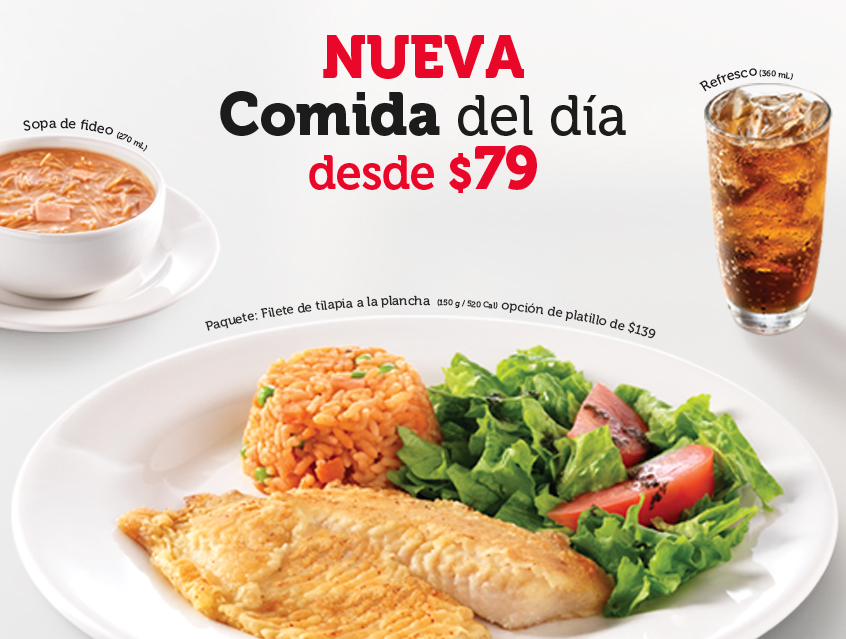 NUEVA
Comida del día
desde $79
Refresco (360 mL)
Sopa de fideo (270 mL)
Paquete: Filete de tilapia a la plancha (150 g / 520 Cal) opción de platillo de $139